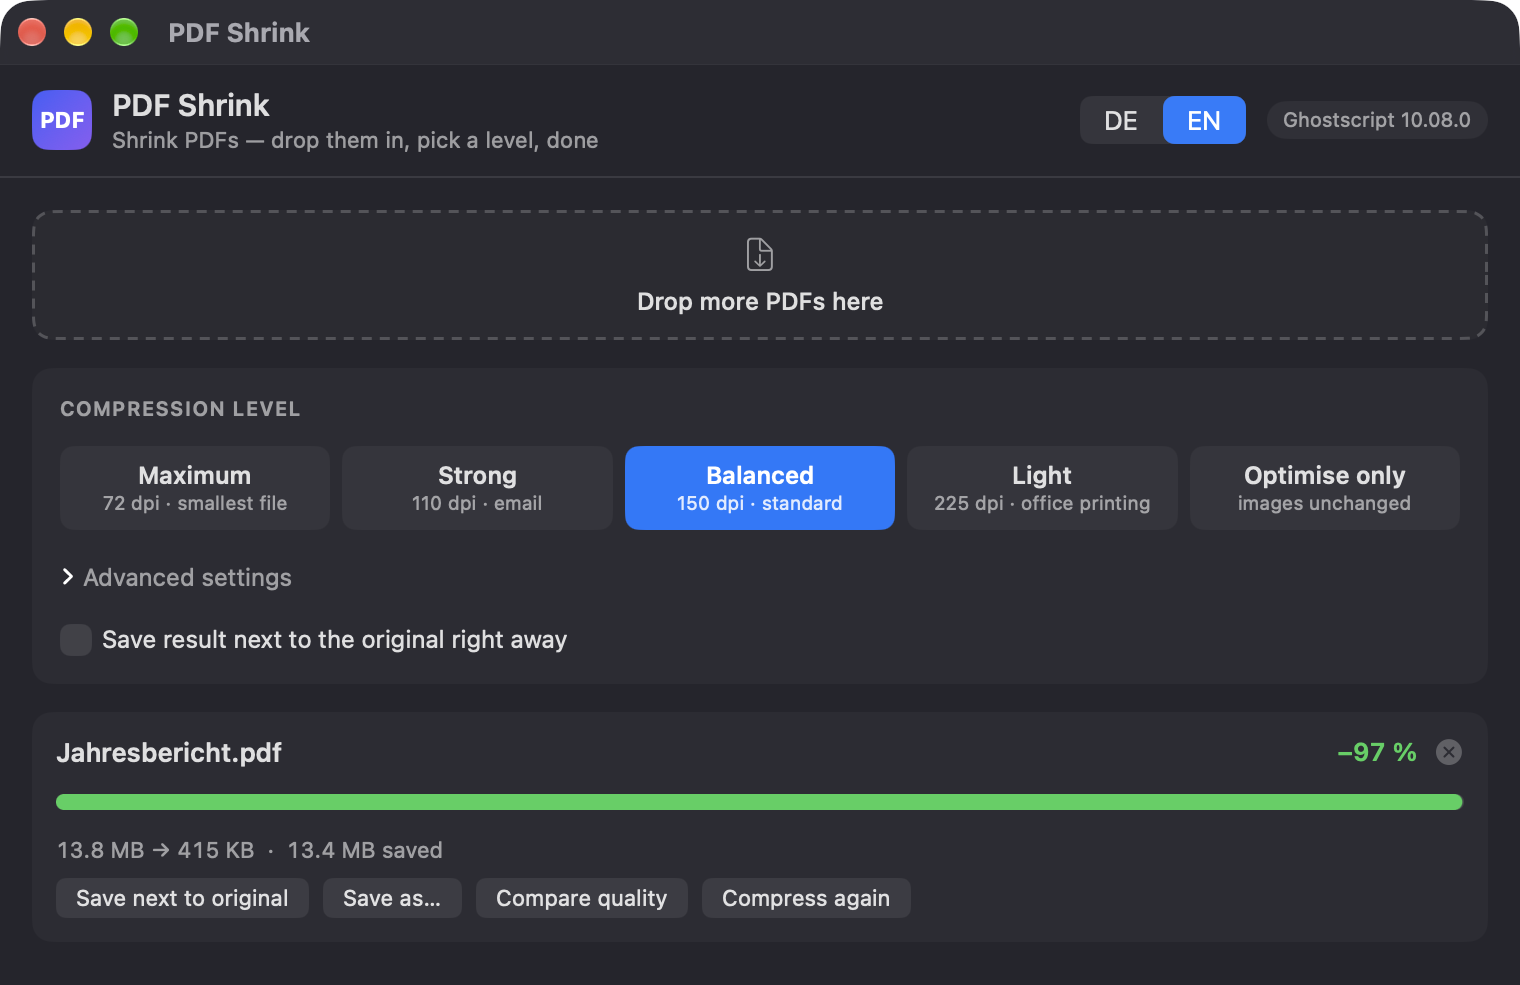 PDF Shrink
PDF
PDF Shrink
Shrink PDFs — drop them in, pick a level, done
DE
EN
Ghostscript 10.08.0
Drop more PDFs here
COMPRESSION LEVEL
Maximum
72 dpi · smallest file
Strong
110 dpi · email
Balanced
150 dpi · standard
Light
225 dpi · office printing
Optimise only
images unchanged
Advanced settings
Save result next to the original right away
Jahresbericht.pdf
–97 %
13.8 MB → 415 KB · 13.4 MB saved
Save next to original
Save as…
Compare quality
Compress again